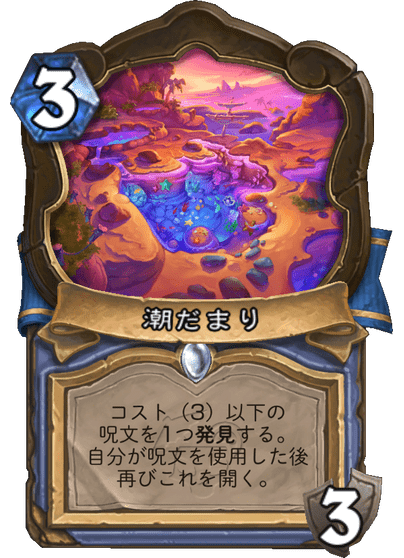 3
潮だまり
コスト（3）以下の
呪文を1つ発見する。
自分が呪文を使用した後
再びこれを開く。
3